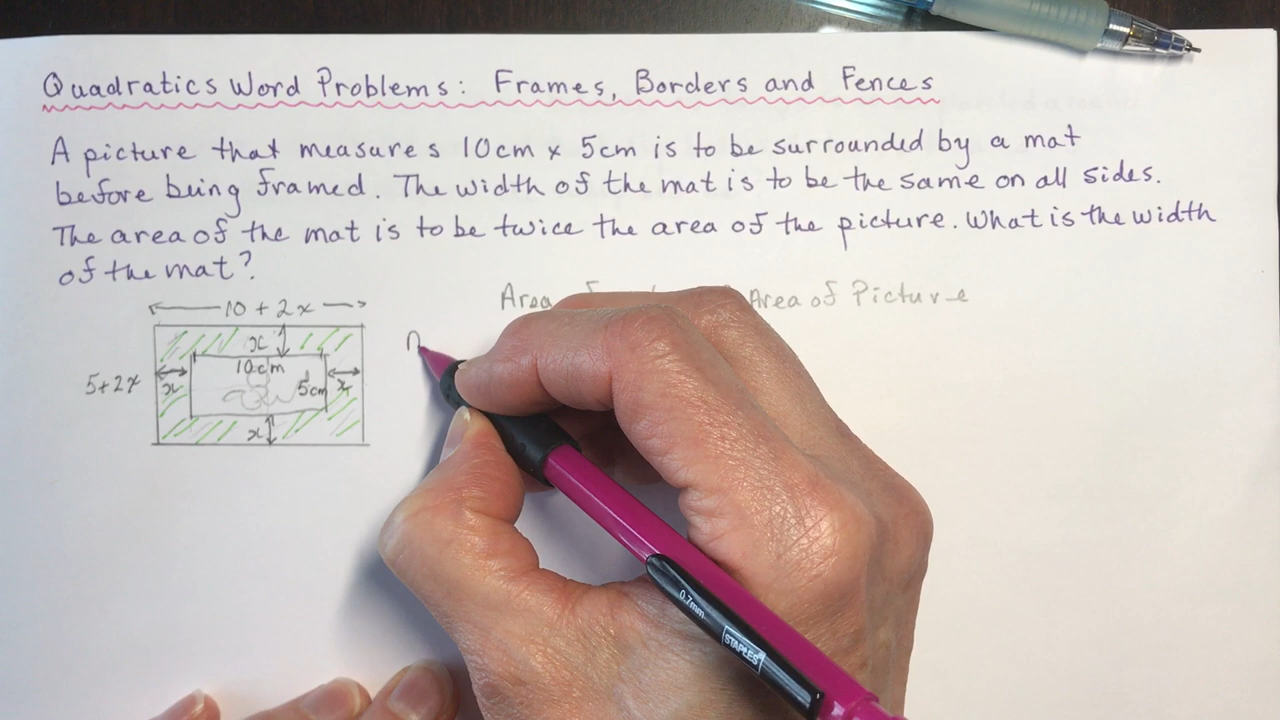 Quadratics Word Problems: Frames, Borders and Fences
A picture that measures 10cm x 5cm is to be surrounded by a mat
before being framed. The width of the mat is to be the same on all sides.
The area of the mat is to be twice the area of the picture. What is the width
of the mat?
Area Area of Picture
10 + 2x
x
10cm
5+2x x 5cm x
x
0.7mm
STAPLES